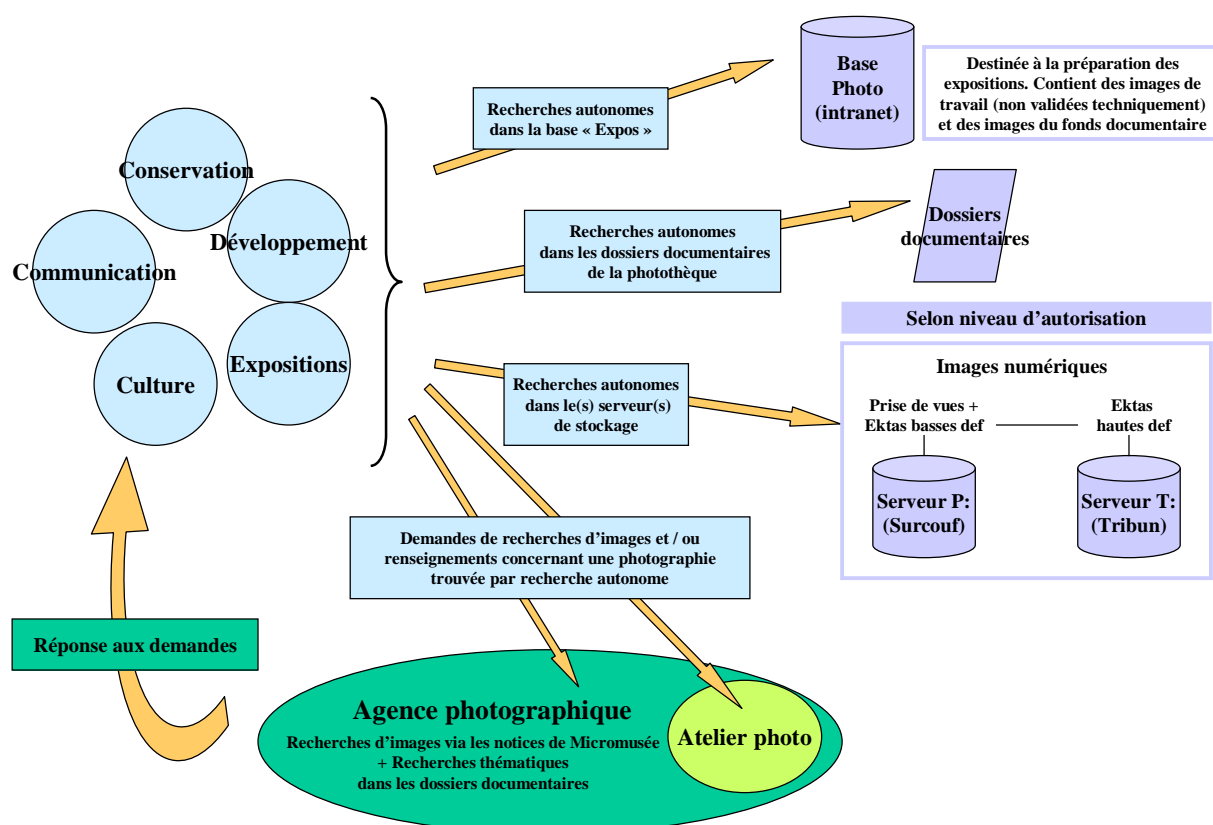 Conservation
Développement
Communication
Expositions
Culture
Recherches autonomes
dans la base « Expos »
Base
Photo
(intranet)
Destinée à la préparation des
expositions. Contient des images de
travail (non validées techniquement)
et des images du fonds documentaire
Recherches autonomes
dans les dossiers documentaires
de la photothèque
Dossiers
documentaires
Selon niveau d’autorisation
Recherches autonomes
dans le(s) serveur(s)
de stockage
Images numériques
Prise de vues +
Ektas basses def
Ektas
hautes def
Serveur P:
(Surcouf)
Serveur T:
(Tribun)
Demandes de recherches d’images et / ou
renseignements concernant une photographie
trouvée par recherche autonome
Réponse aux demandes
Agence photographique
Recherches d’images via les notices de Micromusée
+ Recherches thématiques
dans les dossiers documentaires
Atelier photo